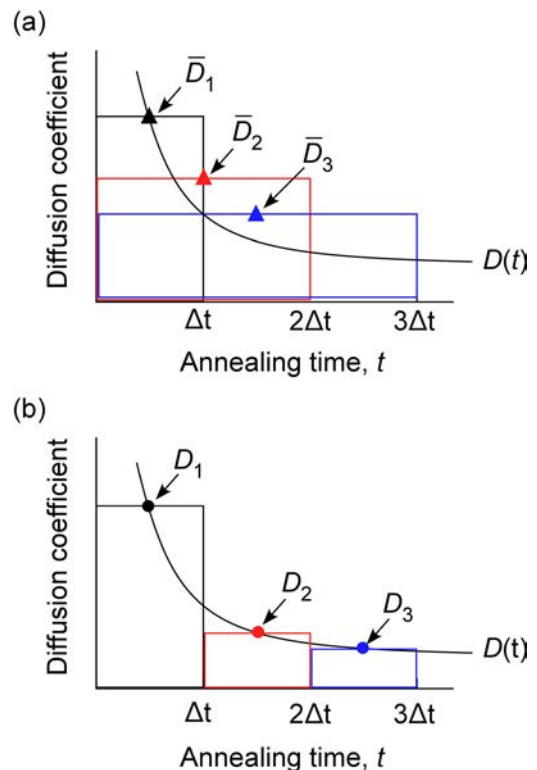 (a)
Diffusion coefficient
D̅₁
D̅₂
D̅₃
D(t)
Δt 2Δt 3Δt
Annealing time, t
(b)
Diffusion coefficient
D₁
D₂
D₃
D(t)
Δt 2Δt 3Δt
Annealing time, t